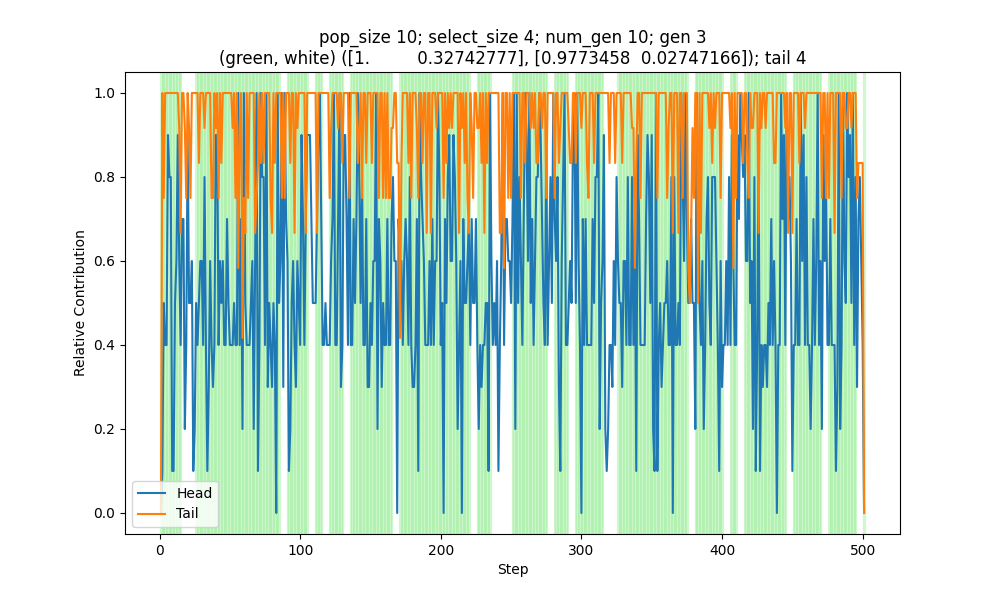 pop_size 10; select_size 4; num_gen 10; gen 3
(green, white) ([1.         0.32742777], [0.9773458  0.02747166]); tail 4
Relative Contribution
1.0
0.8
0.6
0.4
0.2
0.0
Head
Tail
0 100 200 300 400 500
Step